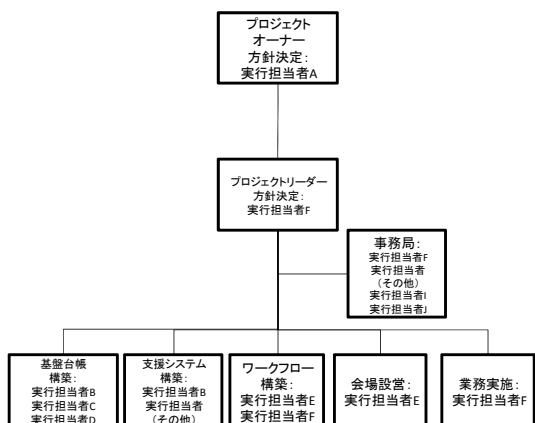 プロジェクト
オーナー
方針決定：
実行担当者A
プロジェクトリーダー
方針決定：
実行担当者F
事務局：
実行担当者F
実行担当者
（その他）
実行担当者I
実行担当者J
基盤台帳
構築：
実行担当者B
実行担当者C
実行担当者D
支援システム
構築：
実行担当者B
実行担当者
（その他）
ワークフロー
構築：
実行担当者E
実行担当者F
会場設営：
実行担当者E
業務実施：
実行担当者F